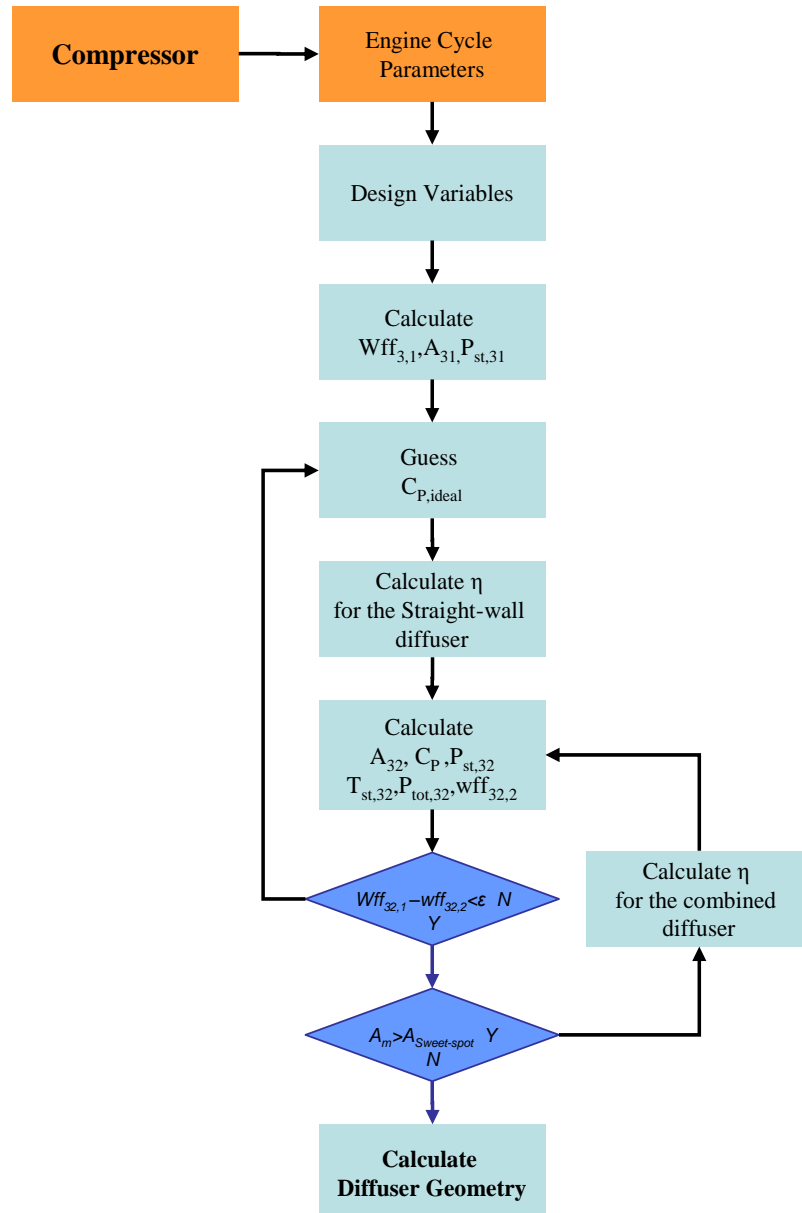 Compressor
Engine Cycle
Parameters
Design Variables
Calculate
Wff3,1,A31,Pst,31
Guess
CP,ideal
Calculate η
for the Straight-wall
diffuser
Calculate
A32, CP ,Pst,32
Tst,32,Ptot,32,wff32,2
Wff32,1–wff32,2<ε N
Y
Calculate η
for the combined
diffuser
Am>ASweet-spot Y
N
Calculate
Diffuser Geometry